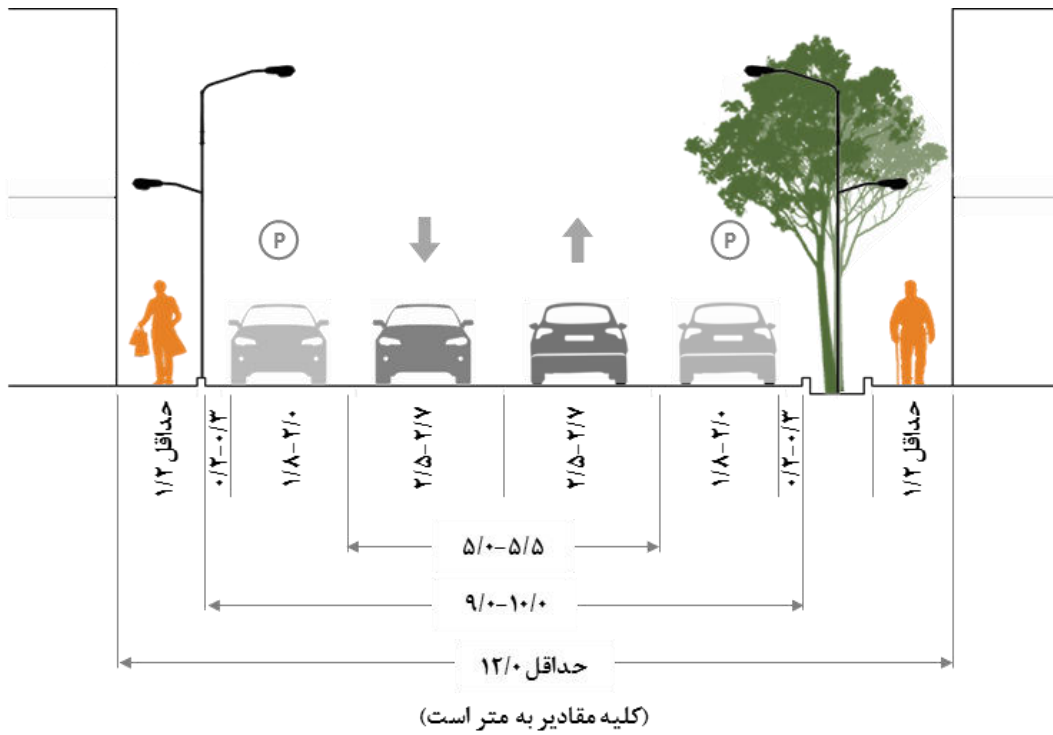 P
P
حداقل ۱/۲
۰/۲-۰/۳
۱/۸-۲/۰
۲/۵-۲/۷
۲/۵-۲/۷
۱/۸-۲/۰
۰/۲-۰/۳
حداقل ۱/۲
۵/۰-۵/۵
۹/۰-۱۰/۰
حداقل ۱۲/۰
(کلیه مقادیر به متر است)